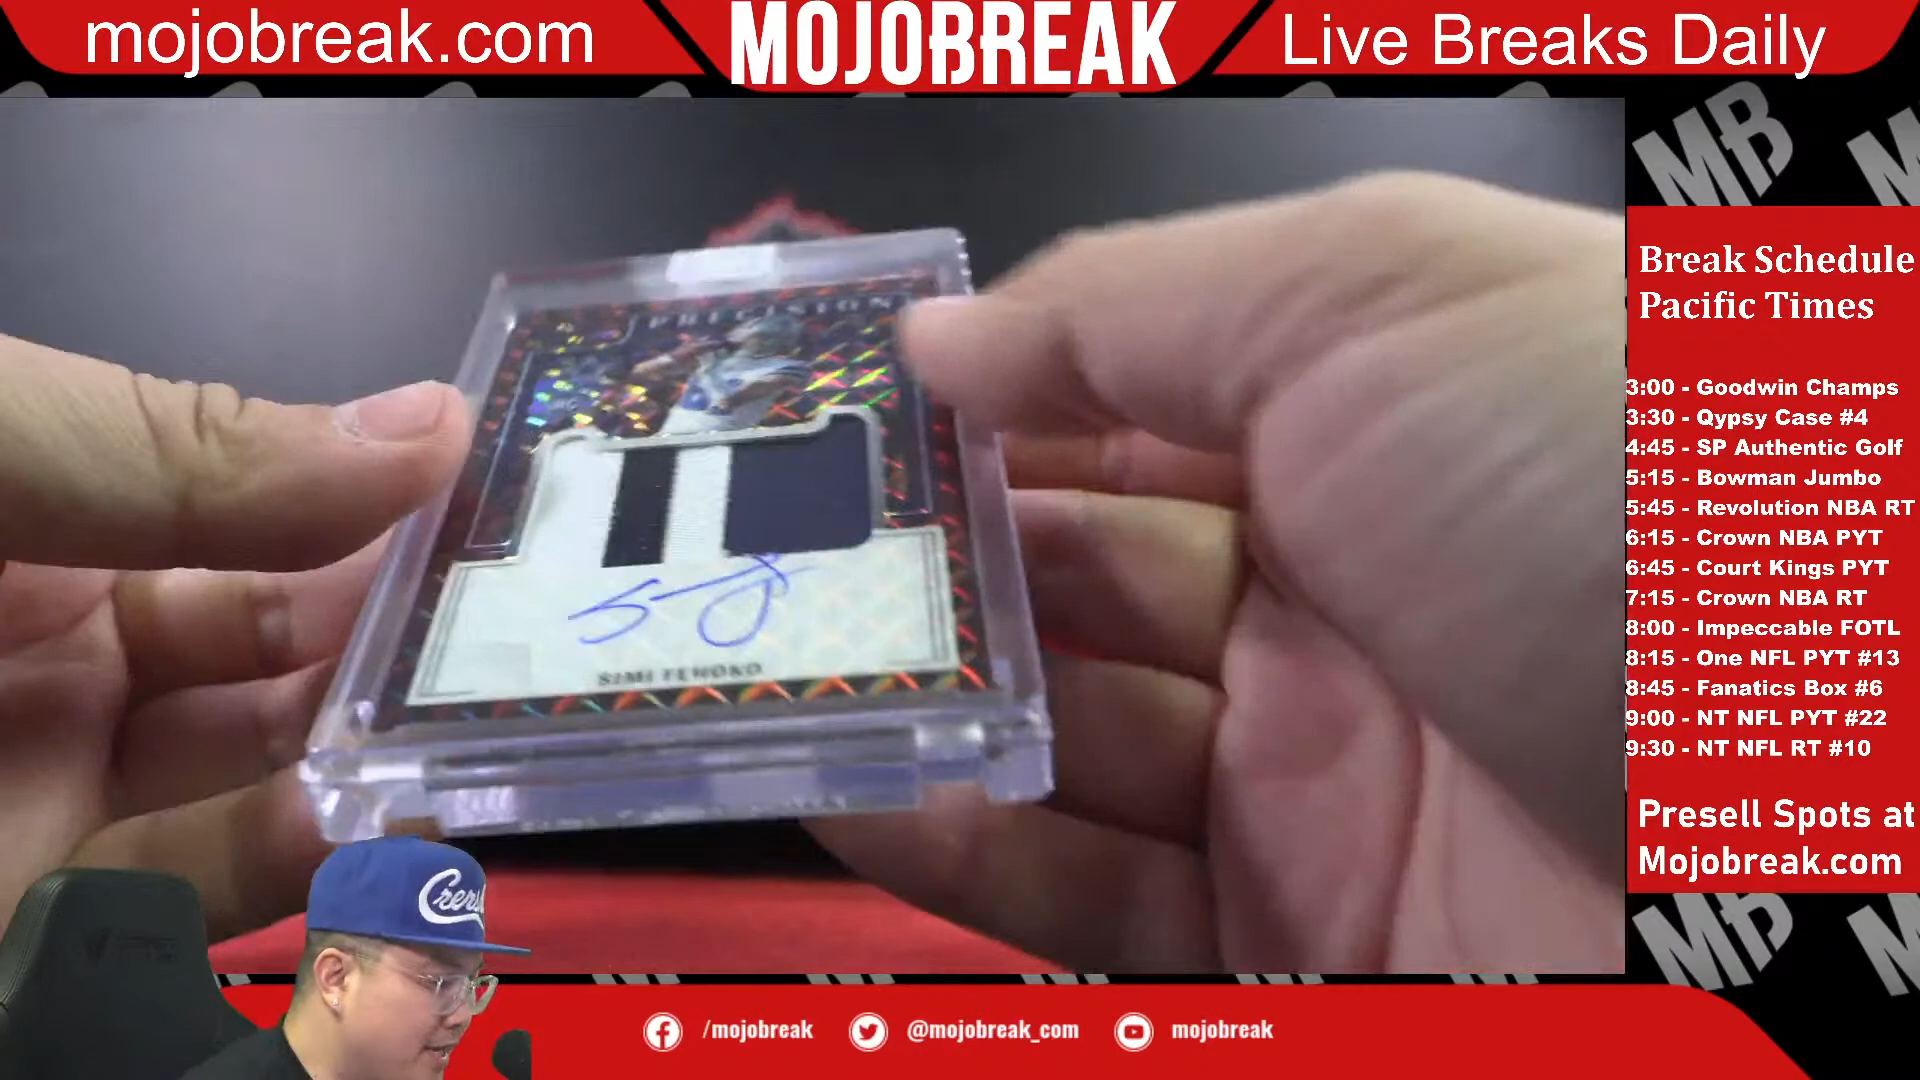 mojobreak.com
MOJOBREAK
Live Breaks Daily
MB
Break Schedule
Pacific Times
3:00 - Goodwin Champs
3:30 - Qypsy Case #4
4:45 - SP Authentic Golf
5:15 - Bowman Jumbo
5:45 - Revolution NBA RT
6:15 - Crown NBA PYT
6:45 - Court Kings PYT
7:15 - Crown NBA RT
8:00 - Impeccable FOTL
8:15 - One NFL PYT #13
8:45 - Fanatics Box #6
9:00 - NT NFL PYT #22
9:30 - NT NFL RT #10
Presell Spots at
Mojobreak.com
MB
PRECISION
SIMI FEHOKO
/mojobreak
@mojobreak_com
mojobreak